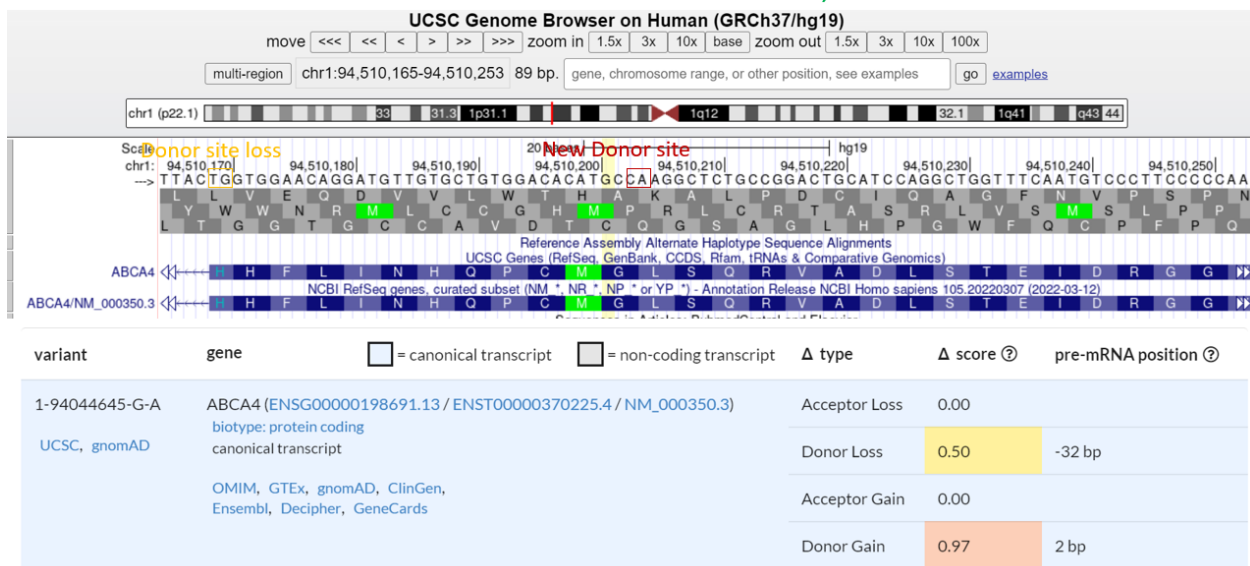 UCSC Genome Browser on Human (GRCh37/hg19)
move <<< << < > >> >>> zoom in 1.5x 3x 10x base zoom out 1.5x 3x 10x 100x
multi-region chr1:94,510,165-94,510,253 89 bp. gene, chromosome range, or other position, see examples go examples
chr1 (p22.1) 33 31.3 1p31.1 1q12 32.1 1q41 q43 44
Scale 20 bases hg19
Donor site loss New Donor site
chr1: 94,510,170 94,510,180 94,510,190 94,510,200 94,510,210 94,510,220 94,510,230 94,510,240 94,510,250
---> TTACTGGTGGAACAGGATGTTGTGCTGTGGACACATGCCAAGGCTCTGCCGGACTGCATCCAGGCTGGTTTCAATGTCCCTTCCCCCAA
L L V E Q D V V L W T H A K A L P D C I Q A G F N V P S P N
Y W W N R M L C C G H M P R L C R T A S R L V S M S L P P
L T G G T G C C A V D T C Q G S A G L H P G W F Q C P F P Q
Reference Assembly Alternate Haplotype Sequence Alignments
UCSC Genes (RefSeq, GenBank, CCDS, Rfam, tRNAs & Comparative Genomics)
ABCA4 H H F L I N H Q P C M G L S Q R V A D L S T E I D R G G
NCBI RefSeq genes, curated subset (NM_*, NR_*, NP_* or YP_*) - Annotation Release NCBI Homo sapiens 105.20220307 (2022-03-12)
ABCA4/NM_000350.3 H H F L I N H Q P C M G L S Q R V A D L S T E I D R G G
variant gene = canonical transcript = non-coding transcript Δ type Δ score ? pre-mRNA position ?
1-94044645-G-A ABCA4 (ENSG00000198691.13 / ENST00000370225.4 / NM_000350.3) Acceptor Loss 0.00
biotype: protein coding
UCSC, gnomAD canonical transcript Donor Loss 0.50 -32 bp
OMIM, GTEx, gnomAD, ClinGen, Acceptor Gain 0.00
Ensembl, Decipher, GeneCards
Donor Gain 0.97 2 bp